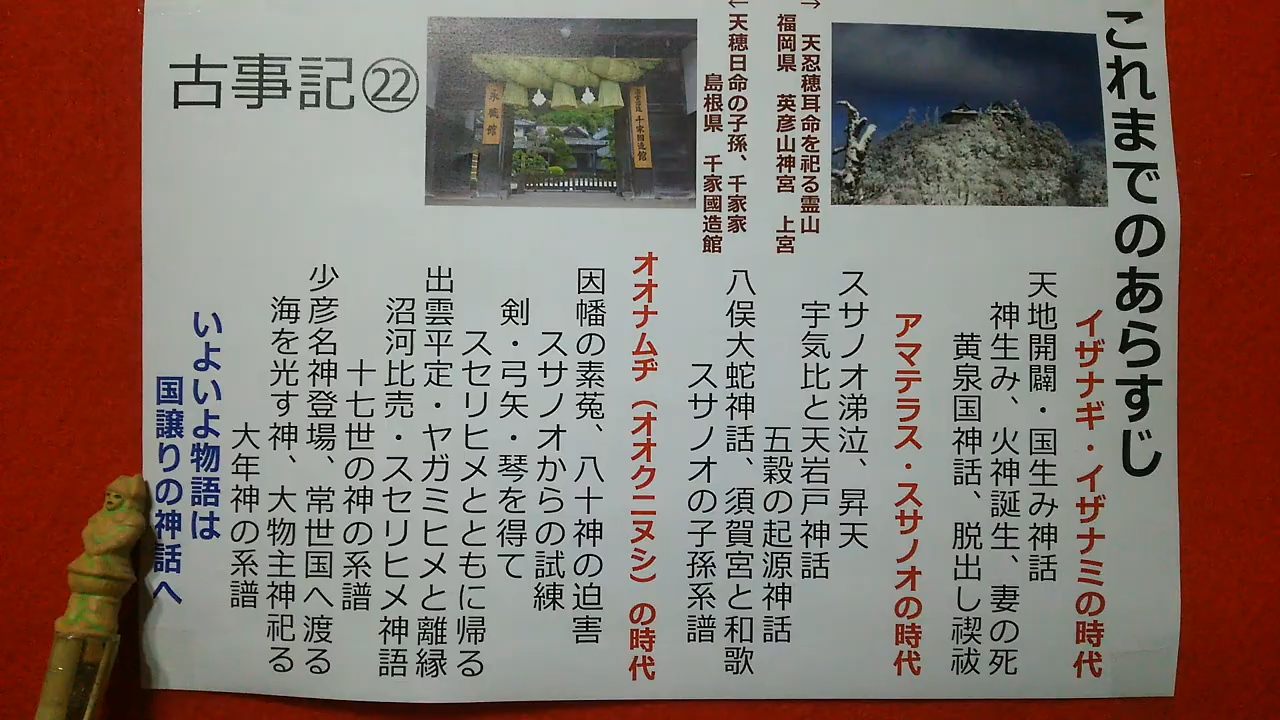 これまでのあらすじ
→ 天忍穂耳命を祀る霊山
福岡県 英彦山神宮 上宮
←天穂日命の子孫、千家家
島根県 千家國造館
古事記㉒
イザナギ・イザナミの時代
天地開闢・国生み神話
神生み、火神誕生、妻の死
黄泉国神話、脱出し禊祓
アマテラス・スサノオの時代
スサノオ涕泣、昇天
宇気比と天岩戸神話
五穀の起源神話
八俣大蛇神話、須賀宮と和歌
スサノオの子孫系譜
オオナムヂ（オオクニヌシ）の時代
因幡の素菟、八十神の迫害
スサノオからの試練
剣・弓矢・琴を得て
スセリヒメとともに帰る
出雲平定・ヤガミヒメと離縁
沼河比売・スセリヒメ神語
十七世の神の系譜
少彦名神登場、常世国へ渡る
海を光す神、大物主神祀る
大年神の系譜
いよいよ物語は
国譲りの神話へ